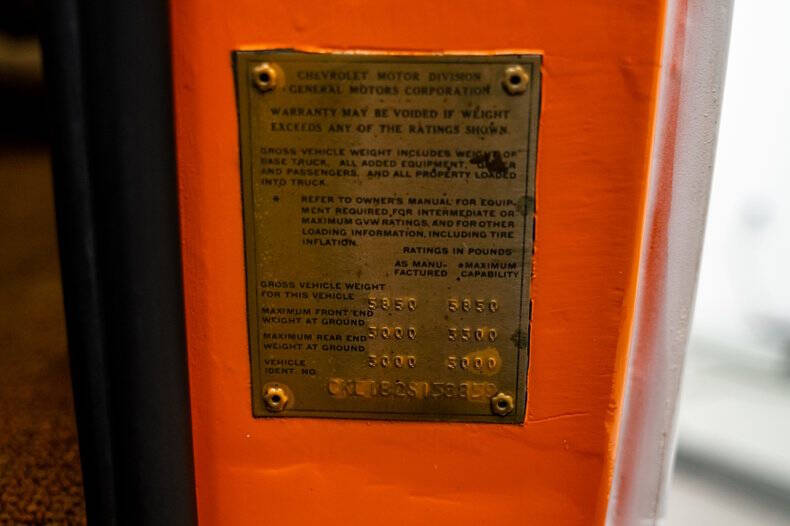 CHEVROLET MOTOR DIVISION
GENERAL MOTORS CORPORATION
WARRANTY MAY BE VOIDED IF WEIGHT
EXCEEDS ANY OF THE RATINGS SHOWN.
GROSS VEHICLE WEIGHT INCLUDES WEIGHT OF
BASE TRUCK, ALL ADDED EQUIPMENT,
AND PASSENGERS, AND ALL PROPERTY LOADED
INTO TRUCK.
* REFER TO OWNER'S MANUAL FOR EQUIP-
MENT REQUIRED FOR INTERMEDIATE OR
MAXIMUM GVW RATINGS, AND FOR OTHER
LOADING INFORMATION, INCLUDING TIRE
INFLATION.
RATINGS IN POUNDS
AS MANU- *MAXIMUM
FACTURED CAPABILITY
GROSS VEHICLE WEIGHT
FOR THIS VEHICLE 5850 5850
MAXIMUM FRONT END
WEIGHT AT GROUND 3000 3500
MAXIMUM REAR END
WEIGHT AT GROUND 3000 3000
VEHICLE
IDENT. NO.